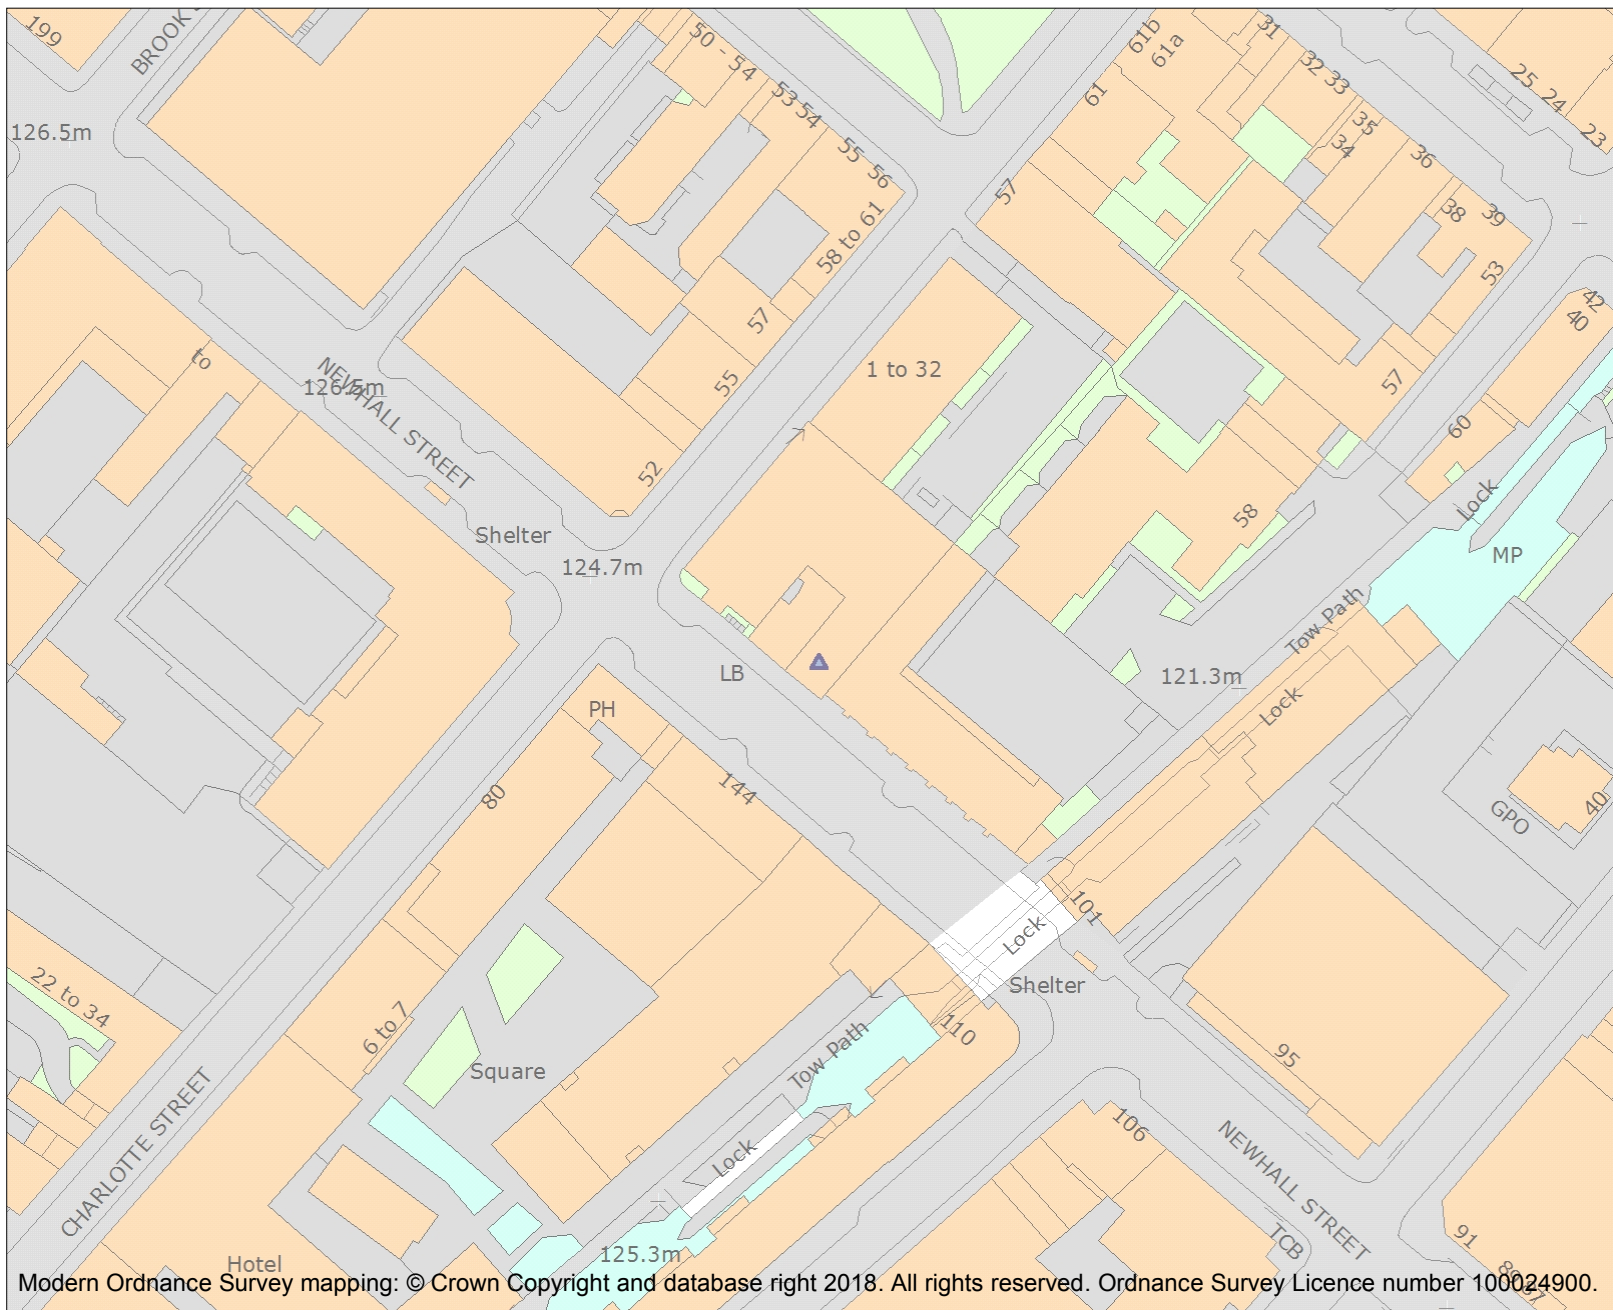 199
BROOK S
50 - 54
53 54
55 56
58 to 61
57
55
52
61b
61a
61
57
31
32 33
35
34
36
38
39
53
25 24
23
42
40
57
60
126.5m
to
126.5m
NEWHALL STREET
Shelter
124.7m
1 to 32
58
Lock
MP
Tow Path
121.3m
Lock
LB
PH
144
80
GPO
40
101
Lock
Shelter
110
22 to 34
6 to 7
Square
Tow Path
Lock
95
106
NEWHALL STREET
TCB
91
CHARLOTTE STREET
Hotel
125.3m
Modern Ordnance Survey mapping: © Crown Copyright and database right 2018. All rights reserved. Ordnance Survey Licence number 100024900.